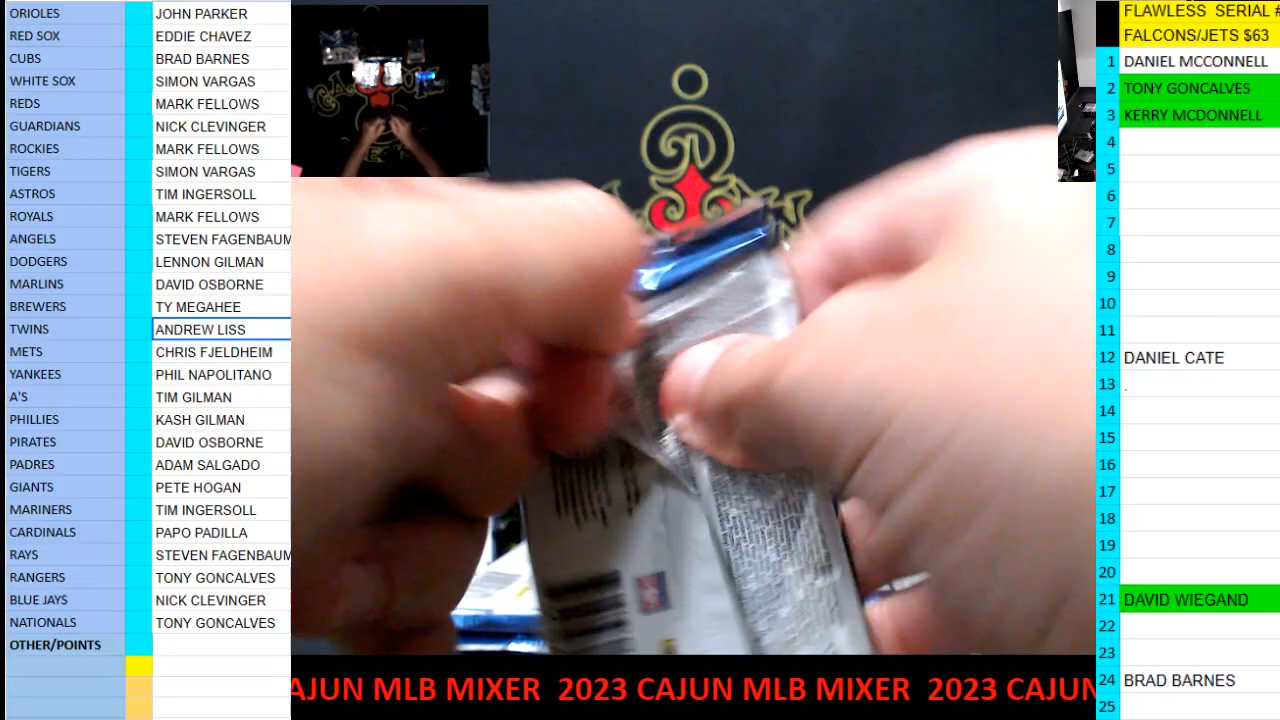 ORIOLES JOHN PARKER
RED SOX EDDIE CHAVEZ
CUBS BRAD BARNES
WHITE SOX SIMON VARGAS
REDS MARK FELLOWS
GUARDIANS NICK CLEVINGER
ROCKIES MARK FELLOWS
TIGERS SIMON VARGAS
ASTROS TIM INGERSOLL
ROYALS MARK FELLOWS
ANGELS STEVEN FAGENBAUM
DODGERS LENNON GILMAN
MARLINS DAVID OSBORNE
BREWERS TY MEGAHEE
TWINS ANDREW LISS
METS CHRIS FJELDHEIM
YANKEES PHIL NAPOLITANO
A'S TIM GILMAN
PHILLIES KASH GILMAN
PIRATES DAVID OSBORNE
PADRES ADAM SALGADO
GIANTS PETE HOGAN
MARINERS TIM INGERSOLL
CARDINALS PAPO PADILLA
RAYS STEVEN FAGENBAUM
RANGERS TONY GONCALVES
BLUE JAYS NICK CLEVINGER
NATIONALS TONY GONCALVES
OTHER/POINTS
AJUN MLB MIXER 2023 CAJUN MLB MIXER 2023 CAJUN
FLAWLESS SERIAL #
FALCONS/JETS $63
1 DANIEL MCCONNELL
2 TONY GONCALVES
3 KERRY MCDONNELL
4
5
6
7
8
9
10
11
12 DANIEL CATE
13 .
14
15
16
17
18
19
20
21 DAVID WIEGAND
22
23
24 BRAD BARNES
25